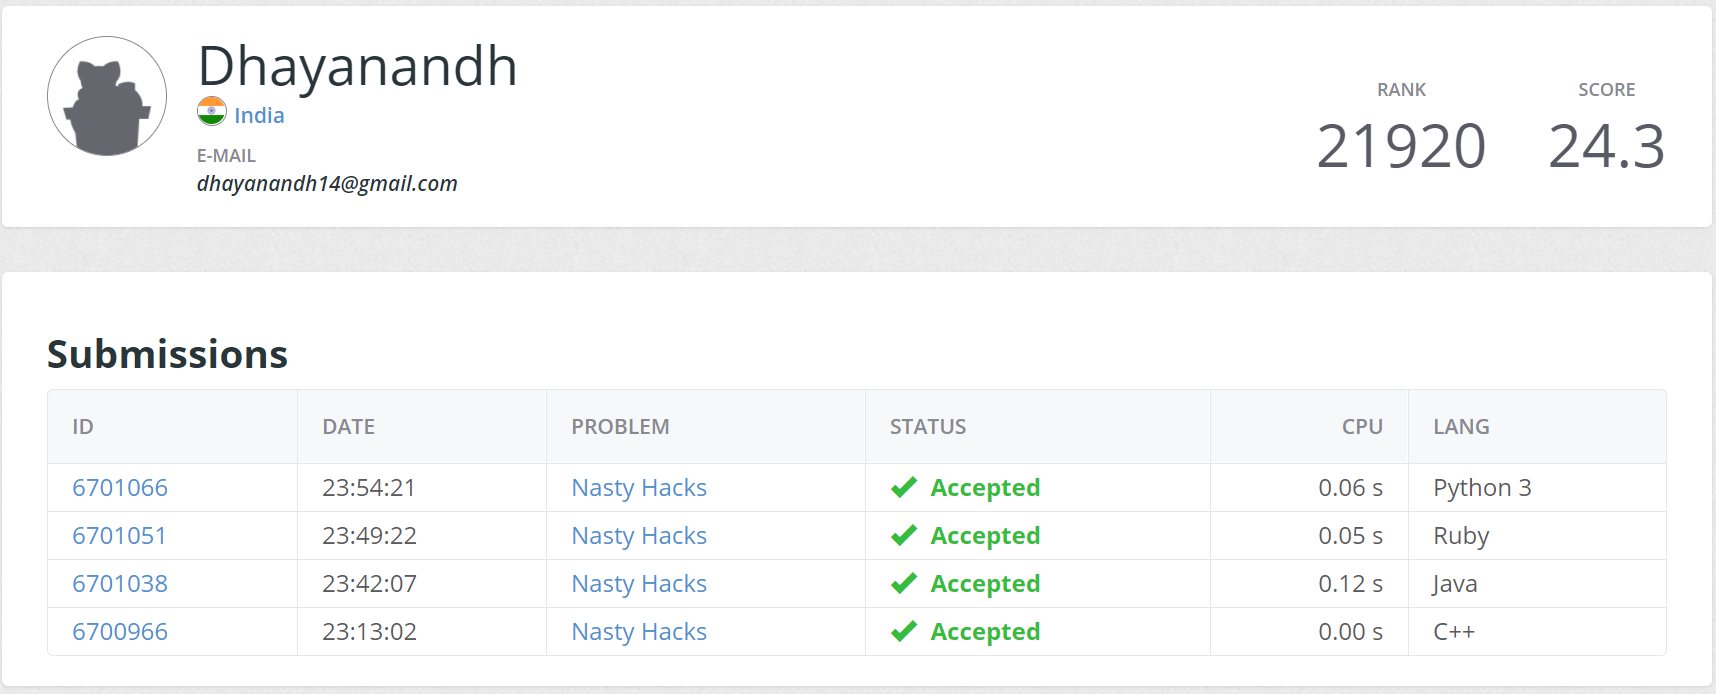 Dhayanandh
India
E-MAIL
dhayanandh14@gmail.com
RANK SCORE
21920 24.3
Submissions
ID DATE PROBLEM STATUS CPU LANG
6701066 23:54:21 Nasty Hacks Accepted 0.06 s Python 3
6701051 23:49:22 Nasty Hacks Accepted 0.05 s Ruby
6701038 23:42:07 Nasty Hacks Accepted 0.12 s Java
6700966 23:13:02 Nasty Hacks Accepted 0.00 s C++